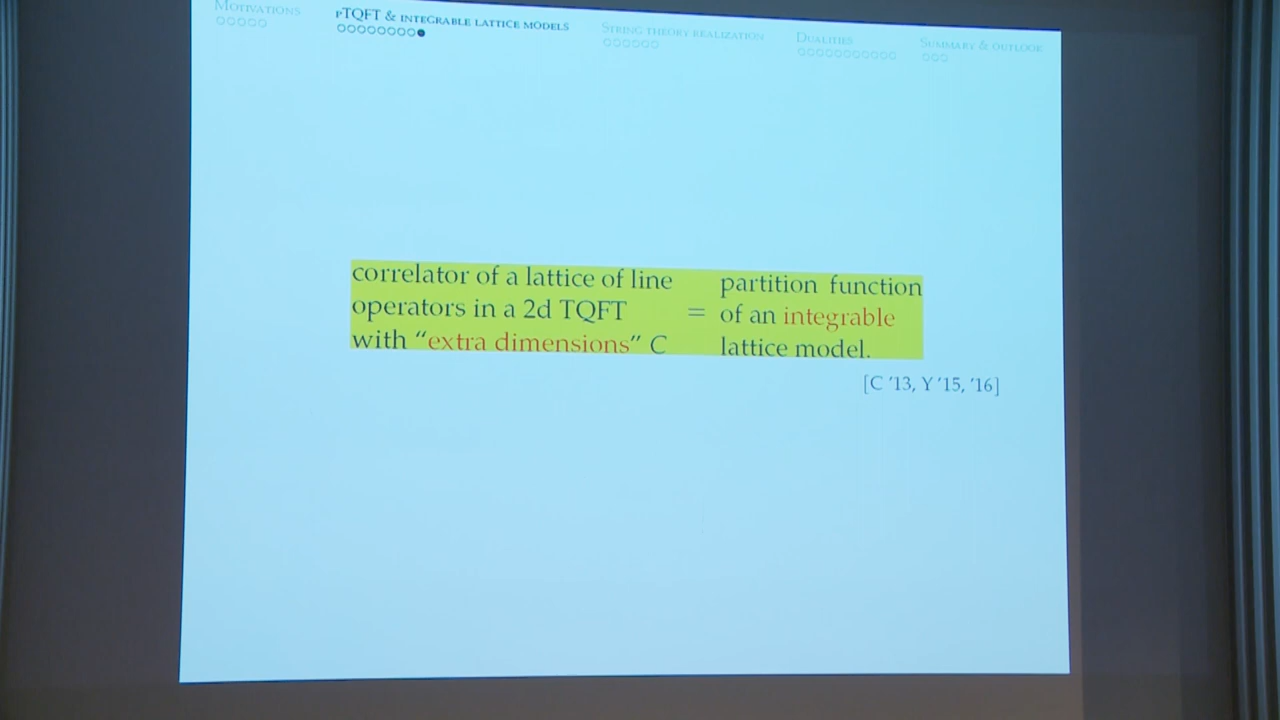 MOTIVATIONS
PTQFT & INTEGRABLE LATTICE MODELS
STRING THEORY REALIZATION
DUALITIES
SUMMARY & OUTLOOK
correlator of a lattice of line
operators in a 2d TQFT
with “extra dimensions” C
=
partition function
of an integrable
lattice model.
[C ’13, Y ’15, ’16]